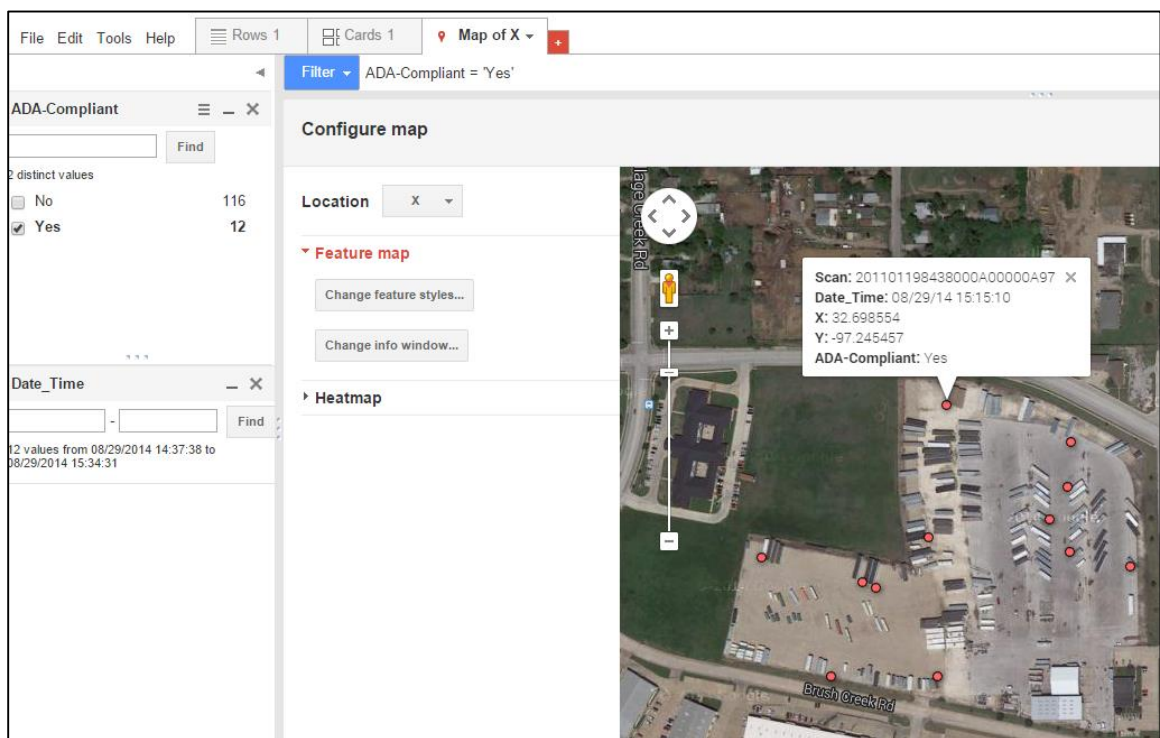 File Edit Tools Help
Rows 1
Cards 1
Map of X
+
Filter
ADA-Compliant = 'Yes'
ADA-Compliant
Find
2 distinct values
No 116
Yes 12
Date_Time
-
Find
12 values from 08/29/2014 14:37:38 to
08/29/2014 15:34:31
Configure map
Location X
Feature map
Change feature styles...
Change info window...
Heatmap
llage Creek Rd
Scan: 201101198438000A00000A97
Date_Time: 08/29/14 15:15:10
X: 32.698554
Y: -97.245457
ADA-Compliant: Yes
Brush Creek Rd